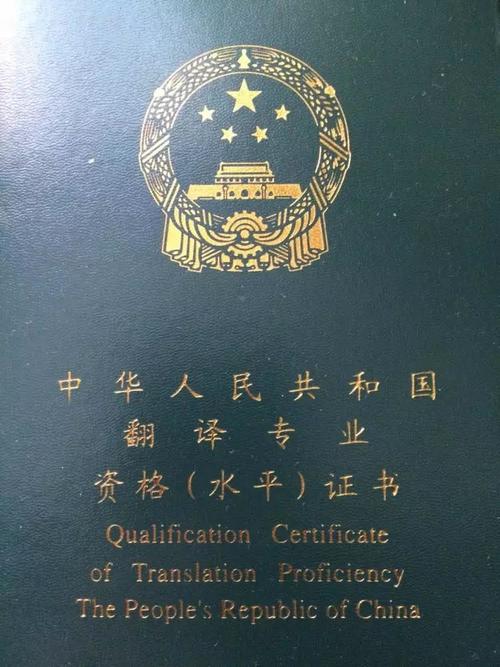 中华人民共和国
翻译专业
资格(水平)证书
Qualification Certificate
of Translation Proficiency
The People's Republic of China